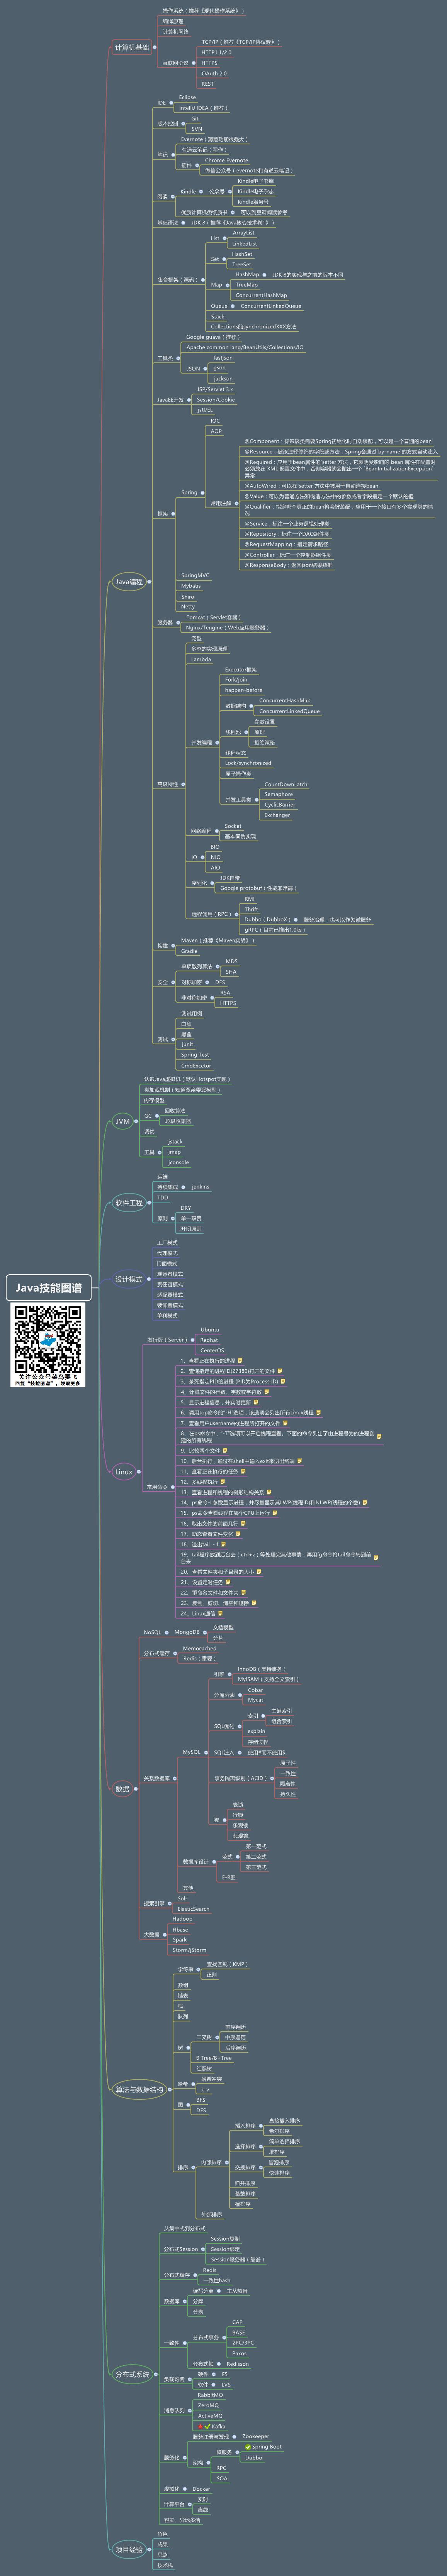 计算机基础
操作系统（推荐《现代操作系统》）
编译原理
计算机网络
互联网协议
TCP/IP（推荐《TCP/IP协议族》）
HTTP1.1/2.0
HTTPS
OAuth 2.0
REST
Java编程
IDE
Eclipse
IntelliJ IDEA（推荐）
版本控制
Git
SVN
笔记
Evernote（剪藏功能很强大）
有道云笔记（写作）
插件
Chrome Evernote
微信公众号（evernote和有道云笔记）
阅读
Kindle
公众号
Kindle电子书库
Kindle电子杂志
Kindle服务号
优质计算机类纸质书
可以到豆瓣阅读参考
基础语法
JDK 8（推荐《Java核心技术卷1》）
集合框架（源码）
List
ArrayList
LinkedList
Set
HashSet
TreeSet
Map
HashMap
JDK 8的实现与之前的版本不同
TreeMap
ConcurrentHashMap
Queue
ConcurrentLinkedQueue
Stack
Collections的synchronizedXXX方法
工具类
Google guava（推荐）
Apache common lang/BeanUtils/Collections/IO
JSON
fastjson
gson
jackson
JavaEE开发
JSP/Servlet 3.x
Session/Cookie
jstl/EL
框架
Spring
IOC
AOP
常用注解
@Component：标识该类需要Spring初始化时自动装配，可以是一个普通的bean
@Resource：被该注释修饰的字段或方法，Spring会通过'by-name'的方式自动注入
@Required：应用于bean属性的`setter`方法，它表明受影响的 bean 属性在配置时
必须放在 XML 配置文件中，否则容器就会抛出一个 `BeanInitializationException`
异常
@AutoWired：可以在`setter`方法中被用于自动连接bean
@Value：可以为普通方法和构造方法中的参数或者字段指定一个默认的值
@Qualifier：指定哪个真正的bean将会被装配，应用于一个接口有多个实现类的情
况
@Service：标注一个业务逻辑处理类
@Repository：标注一个DAO组件类
@RequestMapping：指定请求路径
@Controller：标注一个控制器组件类
@ResponseBody：返回json结果数据
SpringMVC
Mybatis
Shiro
Netty
服务器
Tomcat（Servlet容器）
Nginx/Tengine（Web应用服务器）
高级特性
泛型
多态的实现原理
Lambda
并发编程
Executor框架
Fork/join
happen-before
数据结构
ConcurrentHashMap
ConcurrentLinkedQueue
线程池
参数设置
原理
拒绝策略
线程状态
Lock/synchronized
原子操作类
并发工具类
CountDownLatch
Semaphore
CyclicBarrier
Exchanger
网络编程
Socket
基本案例实现
IO
BIO
NIO
AIO
序列化
JDK自带
Google protobuf（性能非常高）
远程调用（RPC）
RMI
Thrift
Dubbo（DubboX）
服务治理，也可以作为微服务
gRPC（目前已推出1.0版）
构建
Maven（推荐《Maven实战》）
Gradle
安全
单项散列算法
MD5
SHA
对称加密
DES
非对称加密
RSA
HTTPS
测试
测试用例
白盒
黑盒
junit
Spring Test
CmdExcetor
JVM
认识Java虚拟机（默认Hotspot实现）
类加载机制（知道双亲委派模型）
内存模型
GC
回收算法
垃圾收集器
调优
工具
jstack
jmap
jconsole
软件工程
运维
持续集成
jenkins
TDD
原则
DRY
单一职责
开闭原则
Java技能图谱
关注公众号菜鸟要飞
回复"技能图谱"，领取更多
设计模式
工厂模式
代理模式
门面模式
观察者模式
责任链模式
适配器模式
装饰者模式
单利模式
Linux
发行版（Server）
Ubuntu
Redhat
CenterOS
常用命令
1、查看正在执行的进程
2、查询指定的进程ID(27380)打开的文件
3、杀死指定PID的进程 (PID为Process ID)
4、计算文件的行数、字数或字符数
5、显示进程信息，并实时更新
6、调用top命令的"-H"选项，该选项会列出所有Linux线程
7、查看用户username的进程所打开的文件
8、在ps命令中，"-T"选项可以开启线程查看。下面的命令列出了由进程号为<pid>的进程创
建的所有线程
9、比较两个文件
10、后台执行，通过在shell中输入exit来退出终端
11、查看正在执行的任务
12、多线程执行
13、查看进程和线程的树形结构关系
14、ps命令-L参数显示进程，并尽量显示其LWP(线程ID)和NLWP(线程的个数)
15、ps命令查看线程在哪个CPU上运行
16、取出文件的前面几行
17、动态查看文件变化
18、退出tail －f
19、tail程序放到后台去（ctrl+z）等处理完其他事情，再用fg命令将tail命令转到前
台来
20、查看文件夹和子目录的大小
21、设置定时任务
22、重命名文件和文件夹
23、复制、剪切、清空和删除
24、Linux通信
数据
NoSQL
MongoDB
文档模型
分片
分布式缓存
Memocached
Redis（重要）
关系数据库
MySQL
引擎
InnoDB（支持事务）
MyISAM（支持全文索引）
分库分表
Cobar
Mycat
SQL优化
索引
主键索引
组合索引
explain
存储过程
SQL注入
使用#而不使用$
事务隔离级别（ACID）
原子性
一致性
隔离性
持久性
锁
表锁
行锁
乐观锁
悲观锁
数据库设计
范式
第一范式
第二范式
第三范式
E-R图
其他
搜索引擎
Solr
ElasticSearch
大数据
Hadoop
Hbase
Spark
Storm/jStorm
算法与数据结构
字符串
查找匹配（KMP）
正则
数组
链表
栈
队列
树
二叉树
前序遍历
中序遍历
后序遍历
B Tree/B+Tree
红黑树
哈希
哈希冲突
k-v
图
BFS
DFS
排序
内部排序
插入排序
直接插入排序
希尔排序
选择排序
简单选择排序
堆排序
交换排序
冒泡排序
快速排序
归并排序
基数排序
桶排序
外部排序
分布式系统
从集中式到分布式
分布式Session
Session复制
Session绑定
Session服务器（靠谱）
分布式缓存
Redis
一致性hash
数据库
读写分离
主从热备
分库
分表
一致性
分布式事务
CAP
BASE
2PC/3PC
Paxos
分布式锁
Redisson
负载均衡
硬件
F5
软件
LVS
消息队列
RabbitMQ
ZeroMQ
ActiveMQ
Kafka
服务化
服务注册与发现
Zookeeper
架构
微服务
Spring Boot
Dubbo
RPC
SOA
虚拟化
Docker
计算平台
实时
离线
容灾、异地多活
项目经验
角色
成果
思路
技术栈